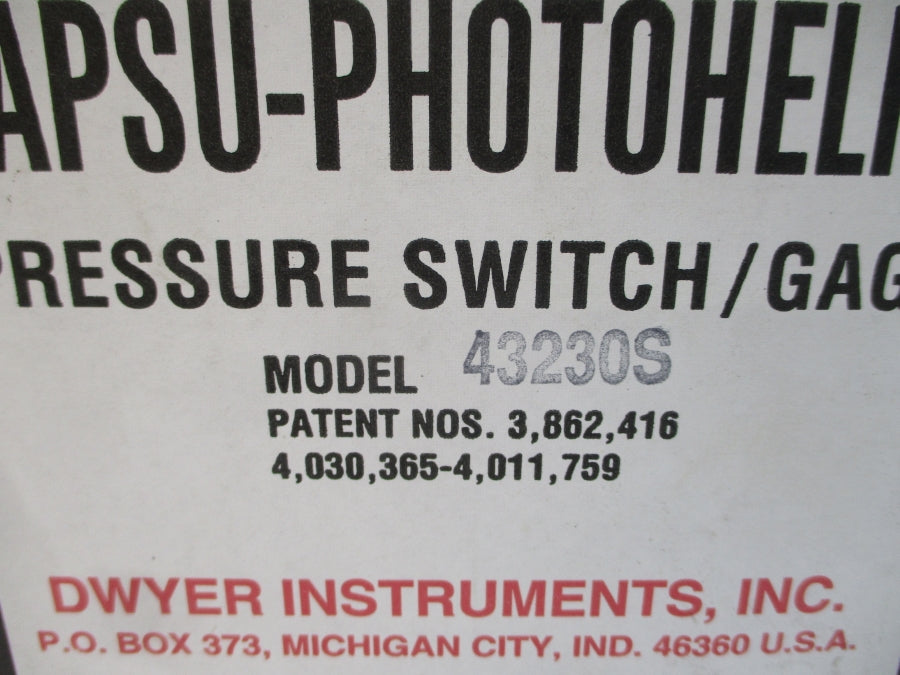 APSU-PHOTOHELI
PRESSURE SWITCH/GAG
MODEL 43230S
PATENT NOS. 3,862,416
4,030,365-4,011,759
DWYER INSTRUMENTS, INC.
P.O. BOX 373, MICHIGAN CITY, IND. 46360 U.S.A.